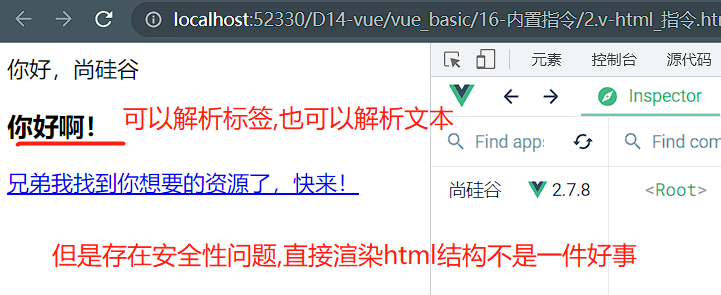 localhost:52330/D14-vue/vue_basic/16-内置指令/2.v-html_指令.htm
你好，尚硅谷
元素 控制台 源代码
Inspector
你好啊！
可以解析标签,也可以解析文本
Find apps
Find com
兄弟我找到你想要的资源了，快来！
尚硅谷 2.7.8 <Root>
但是存在安全性问题,直接渲染html结构不是一件好事